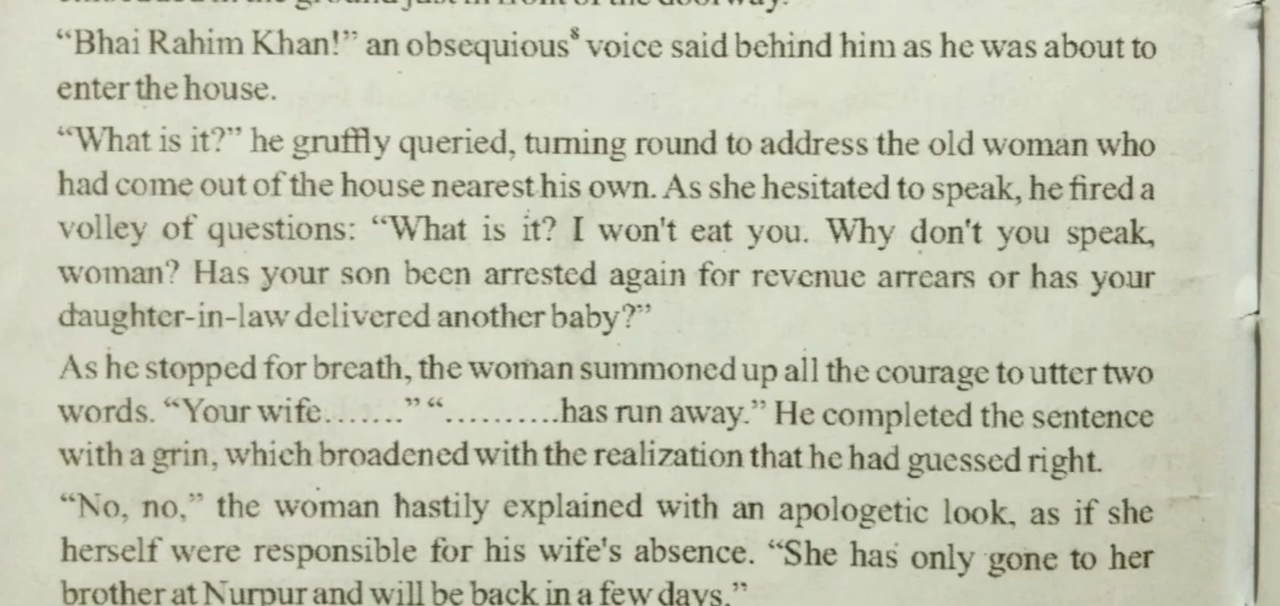 “Bhai Rahim Khan!” an obsequious⁸ voice said behind him as he was about to
enter the house.
“What is it?” he gruffly queried, turning round to address the old woman who
had come out of the house nearest his own. As she hesitated to speak, he fired a
volley of questions: “What is it? I won't eat you. Why don't you speak,
woman? Has your son been arrested again for revenue arrears or has your
daughter-in-law delivered another baby?”
As he stopped for breath, the woman summoned up all the courage to utter two
words. “Your wife.......” “..........has run away.” He completed the sentence
with a grin, which broadened with the realization that he had guessed right.
“No, no,” the woman hastily explained with an apologetic look, as if she
herself were responsible for his wife's absence. “She has only gone to her
brother at Nurpur and will be back in a few days.”